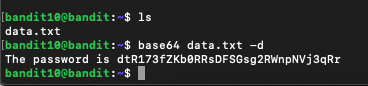 bandit10@bandit:~$ ls
data.txt
bandit10@bandit:~$ base64 data.txt -d
The password is dtR173fZKb0RRsDFSGsg2RWnpNVj3qRr
bandit10@bandit:~$